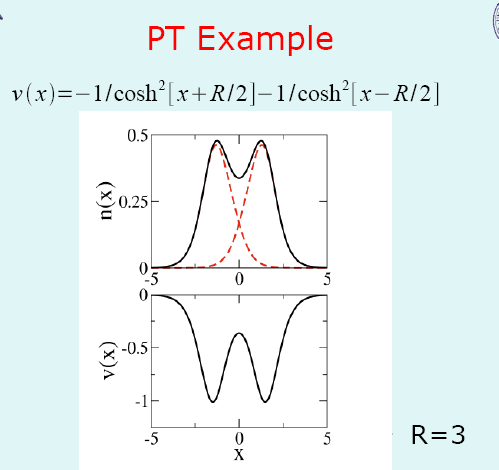 PT Example
v(x)=−1/cosh²[x+R/2]−1/cosh²[x−R/2]
0.5
0.25
0
n(x)
-5 0 5
0
-0.5
-1
v(x)
-5 0 5
x
R=3